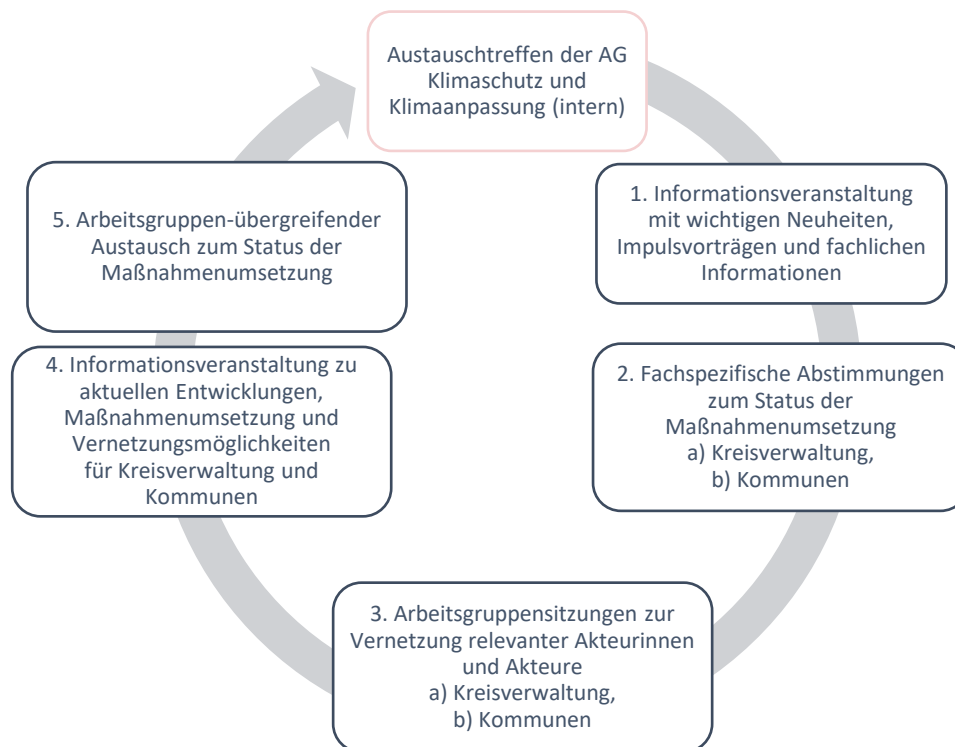 Austauschtreffen der AG
Klimaschutz und
Klimaanpassung (intern)
1. Informationsveranstaltung
mit wichtigen Neuheiten,
Impulsvorträgen und fachlichen
Informationen
2. Fachspezifische Abstimmungen
zum Status der
Maßnahmenumsetzung
a) Kreisverwaltung,
b) Kommunen
3. Arbeitsgruppensitzungen zur
Vernetzung relevanter Akteurinnen
und Akteure
a) Kreisverwaltung,
b) Kommunen
4. Informationsveranstaltung zu
aktuellen Entwicklungen,
Maßnahmenumsetzung und
Vernetzungsmöglichkeiten
für Kreisverwaltung und
Kommunen
5. Arbeitsgruppen-übergreifender
Austausch zum Status der
Maßnahmenumsetzung